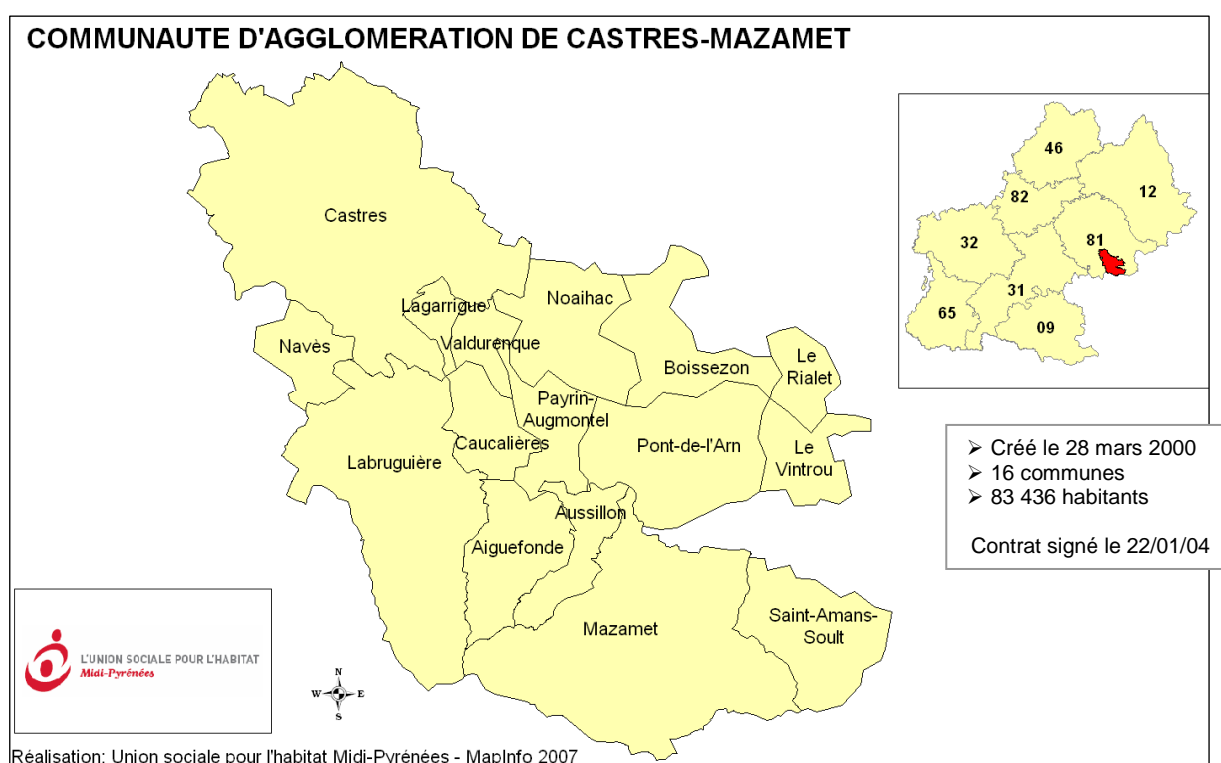 COMMUNAUTE D'AGGLOMERATION DE CASTRES-MAZAMET
46
12
82
32
81
31
65
09
Castres
Lagarrigue
Noaihac
Navès
Valdurenque
Boissezon
Le
Rialet
Payrin-
Augmontel
Caucalières
Pont-de-l'Arn
Le
Vintrou
Labruguière
Aussillon
Aiguefonde
Mazamet
Saint-Amans-
Soult
➢ Créé le 28 mars 2000
➢ 16 communes
➢ 83 436 habitants
Contrat signé le 22/01/04
L'UNION SOCIALE POUR L'HABITAT
Midi-Pyrénées
N
W E
S
Réalisation: Union sociale pour l'habitat Midi-Pyrénées - MapInfo 2007